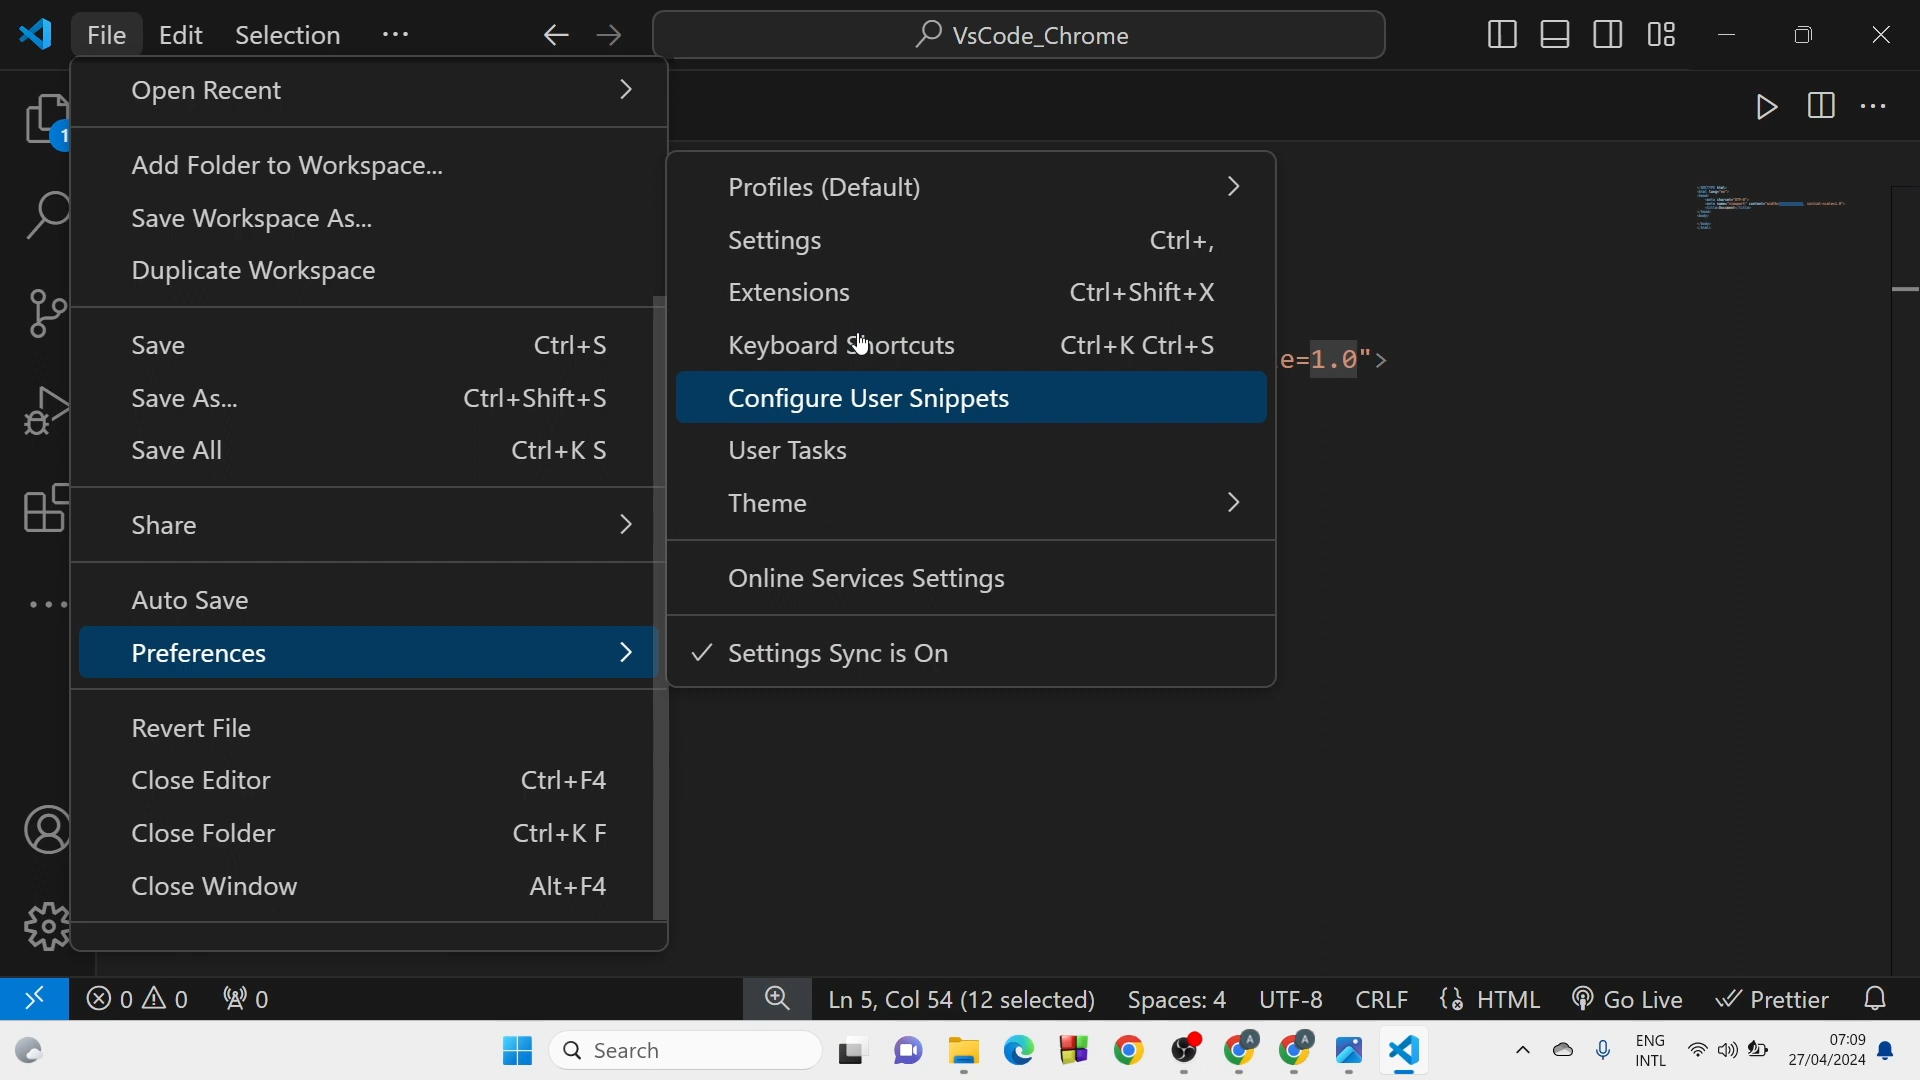 File Edit Selection ...
VsCode_Chrome
Open Recent
Add Folder to Workspace...
Save Workspace As...
Duplicate Workspace
Save Ctrl+S
Save As... Ctrl+Shift+S
Save All Ctrl+K S
Share
Auto Save
Preferences
Revert File
Close Editor Ctrl+F4
Close Folder Ctrl+K F
Close Window Alt+F4
Profiles (Default)
Settings Ctrl+,
Extensions Ctrl+Shift+X
Keyboard Shortcuts Ctrl+K Ctrl+S
Configure User Snippets
User Tasks
Theme
Online Services Settings
Settings Sync is On
e=1.0">
1
0 0 0
Ln 5, Col 54 (12 selected) Spaces: 4 UTF-8 CRLF HTML Go Live Prettier
Search
ENG
INTL
07:09
27/04/2024